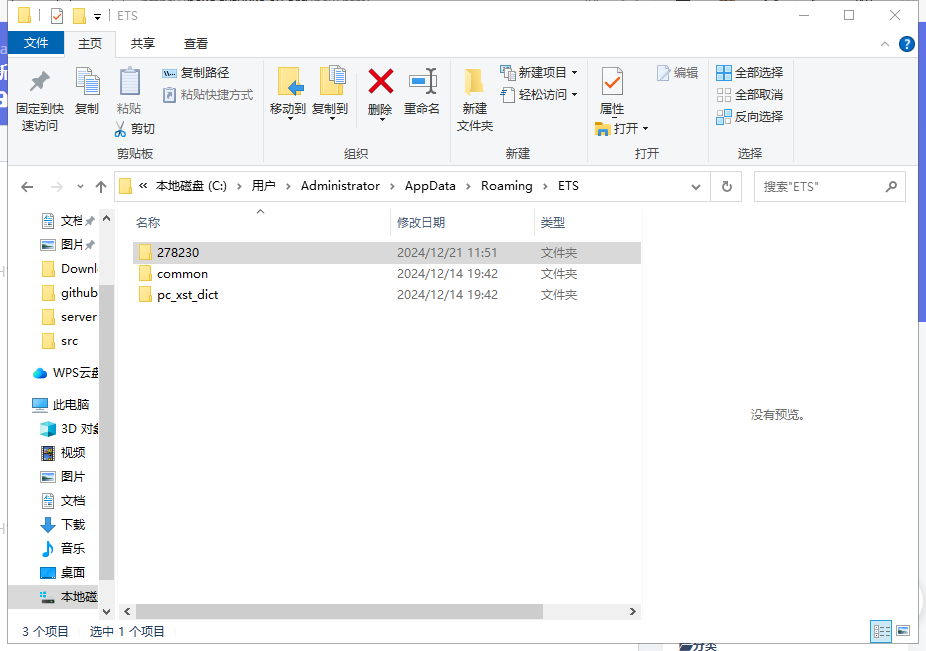 ETS
文件 主页 共享 查看
固定到快速访问
复制
粘贴
复制路径
粘贴快捷方式
剪切
剪贴板
移动到
复制到
删除
重命名
组织
新建文件夹
新建项目
轻松访问
新建
属性
打开
编辑
打开
全部选择
全部取消
反向选择
选择
« 本地磁盘 (C:) › 用户 › Administrator › AppData › Roaming › ETS
搜索"ETS"
文档
图片
Downl
github
server
src
WPS云盘
此电脑
3D 对象
视频
图片
文档
下载
音乐
桌面
本地磁
名称 修改日期 类型
278230 2024/12/21 11:51 文件夹
common 2024/12/14 19:42 文件夹
pc_xst_dict 2024/12/14 19:42 文件夹
没有预览。
3 个项目 选中 1 个项目
分类